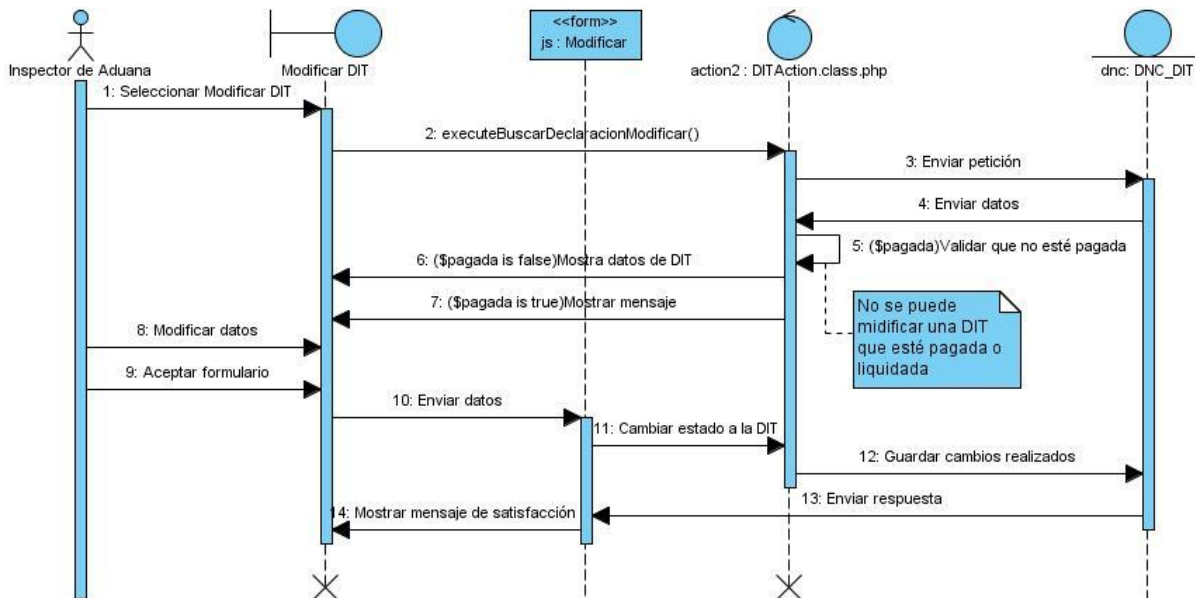 <<form>>
js : Modificar
Inspector de Aduana
Modificar DIT
action2 : DITAction.class.php
dnc: DNC_DIT
1: Seleccionar Modificar DIT
2: executeBuscarDeclaracionModificar()
3: Enviar petición
4: Enviar datos
5: ($pagada)Validar que no esté pagada
6: ($pagada is false)Mostra datos de DIT
7: ($pagada is true)Mostrar mensaje
No se puede
midificar una DIT
que esté pagada o
liquidada
8: Modificar datos
9: Aceptar formulario
10: Enviar datos
11: Cambiar estado a la DIT
12: Guardar cambios realizados
13: Enviar respuesta
14: Mostrar mensaje de satisfacción